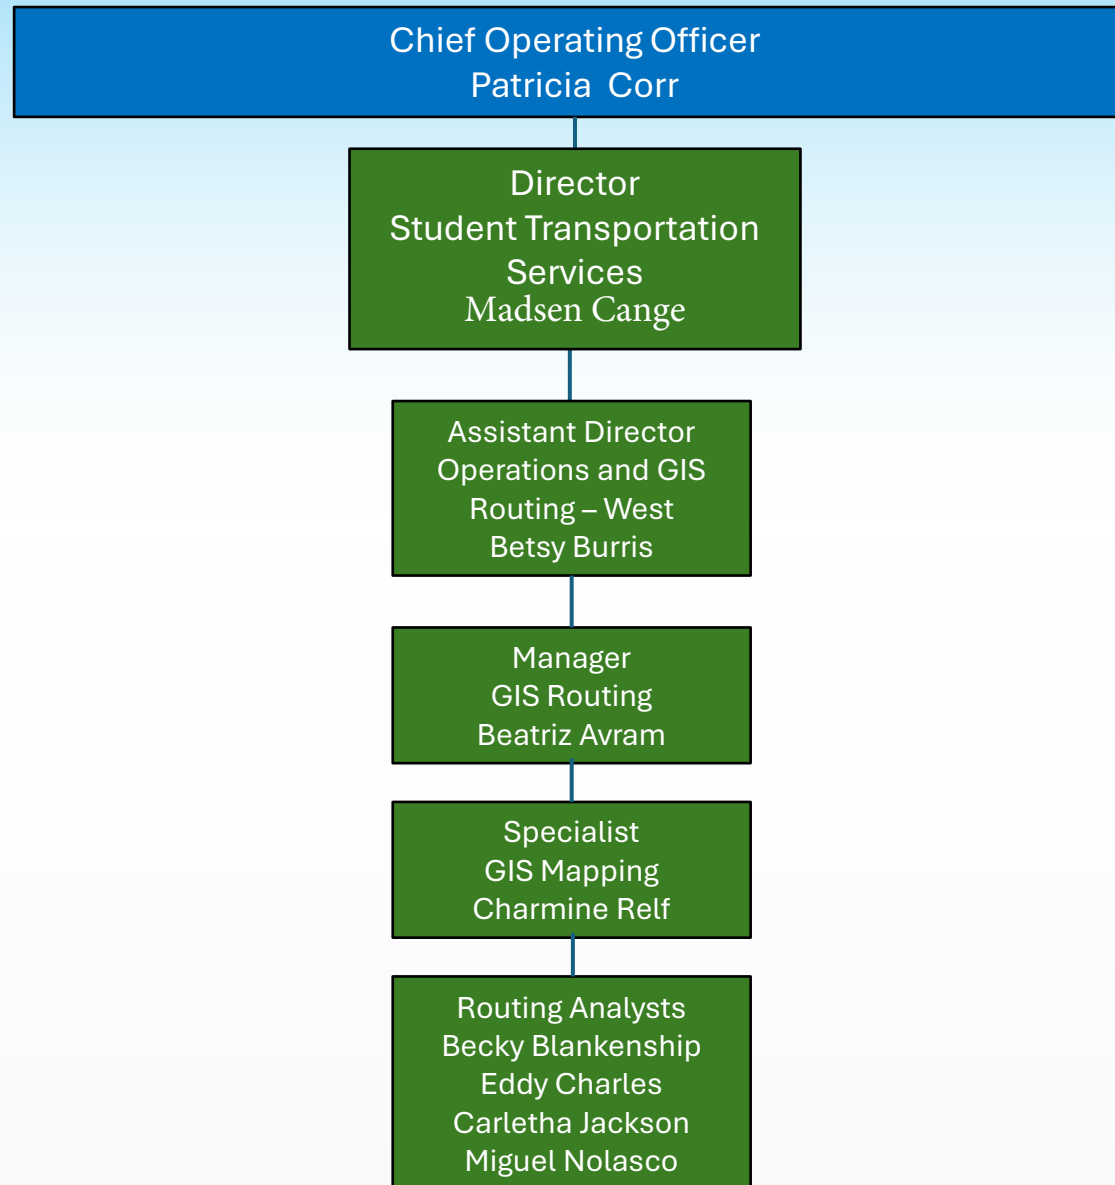 Chief Operating Officer
Patricia  Corr
Director
Student Transportation
Services
Madsen Cange
Assistant Director
Operations and GIS
Routing – West
Betsy Burris
Manager
GIS Routing
Beatriz Avram
Specialist
GIS Mapping
Charmine Relf
Routing Analysts
Becky Blankenship
Eddy Charles
Carletha Jackson
Miguel Nolasco